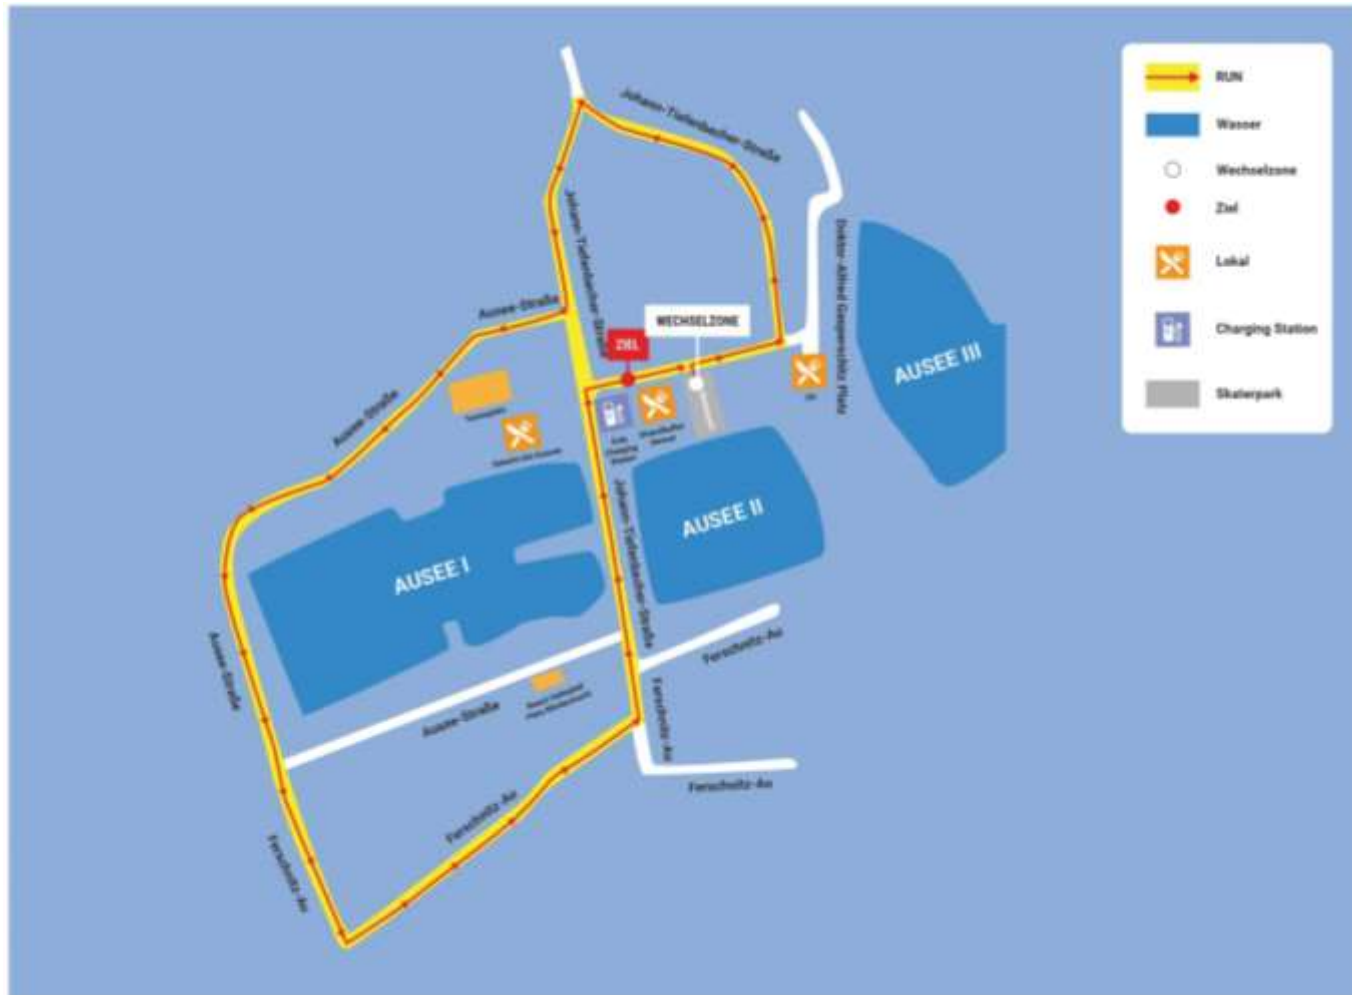 Johann-Tiefenbacher-Straße
RUN
Wasser
Wechselzone
Ziel
Lokal
Charging Station
Skaterpark
Johann-Tiefenbacher-Straße
Doktor-Alfred Gasperschitz Platz
Ausee-Straße
WECHSELZONE
ZIEL
AUSEE III
Ausee-Straße
Charging
Station
Johann-Tiefenbacher-Straße
AUSEE II
AUSEE I
Ausee-Straße
Ferschnitz-Au
Ausee-Straße
Ferschnitz-Au
Ferschnitz-Au
Ferschnitz-Au
Ferschnitz-Au